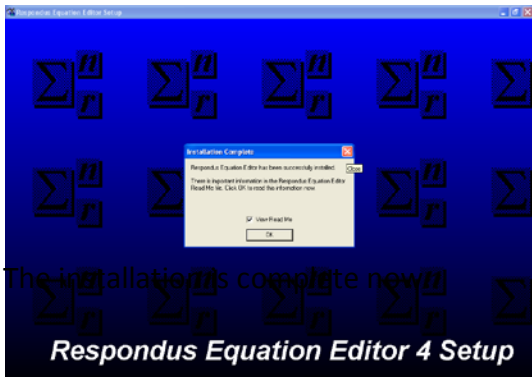 Respondus Equation Editor Setup
Installation Complete
Respondus Equation Editor has been successfully installed.
Close
There is important information in the Respondus Equation Editor
Read Me file. Click OK to read this information now.
View Read Me
OK
The installation is complete now
Respondus Equation Editor 4 Setup